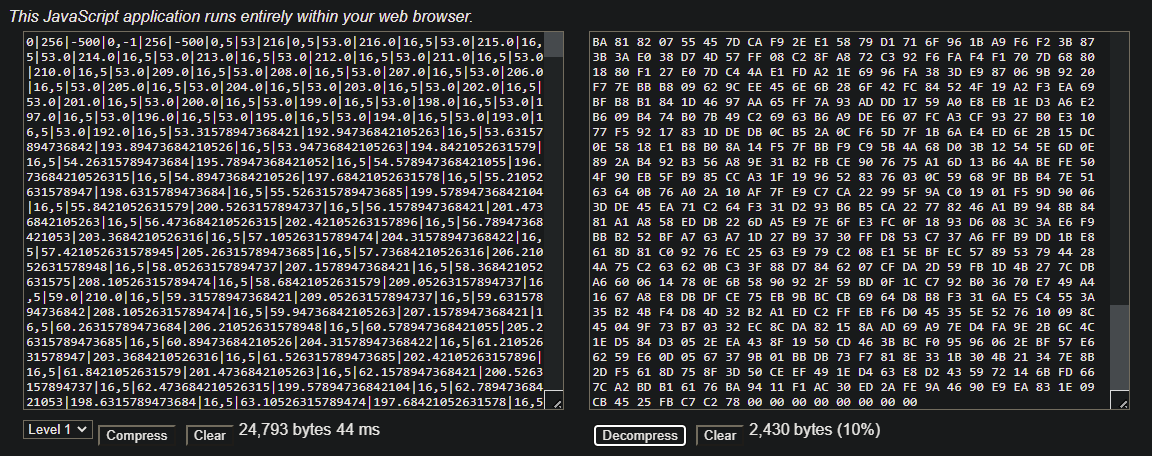 This JavaScript application runs entirely within your web browser.
0|256|-500|0,-1|256|-500|0,5|53|216|0,5|53.0|216.0|16,5|53.0|215.0|16,
5|53.0|214.0|16,5|53.0|213.0|16,5|53.0|212.0|16,5|53.0|211.0|16,5|53.0
|210.0|16,5|53.0|209.0|16,5|53.0|208.0|16,5|53.0|207.0|16,5|53.0|206.0
|16,5|53.0|205.0|16,5|53.0|204.0|16,5|53.0|203.0|16,5|53.0|202.0|16,5|
53.0|201.0|16,5|53.0|200.0|16,5|53.0|199.0|16,5|53.0|198.0|16,5|53.0|1
97.0|16,5|53.0|196.0|16,5|53.0|195.0|16,5|53.0|194.0|16,5|53.0|193.0|1
6,5|53.0|192.0|16,5|53.31578947368421|192.94736842105263|16,5|53.63157
894736842|193.89473684210526|16,5|53.94736842105263|194.8421052631579|
16,5|54.26315789473684|195.78947368421052|16,5|54.578947368421055|196.
73684210526315|16,5|54.89473684210526|197.68421052631578|16,5|55.21052
631578947|198.6315789473684|16,5|55.526315789473685|199.57894736842104
|16,5|55.84210526315789|200.5263157894737|16,5|56.1578947368421|201.473
6842105263|16,5|56.473684210526315|202.42105263157896|16,5|56.78947368
421053|203.3684210526316|16,5|57.10526315789474|204.31578947368422|16,
5|57.421052631578945|205.26315789473685|16,5|57.73684210526316|206.210
52631578948|16,5|58.05263157894737|207.1578947368421|16,5|58.368421052
631575|208.10526315789474|16,5|58.68421052631579|209.05263157894737|16
,5|59.0|210.0|16,5|59.31578947368421|209.05263157894737|16,5|59.631578
94736842|208.10526315789474|16,5|59.94736842105263|207.1578947368421|1
6,5|60.26315789473684|206.21052631578948|16,5|60.578947368421055|205.2
6315789473685|16,5|60.89473684210526|204.31578947368422|16,5|61.210526
31578947|203.3684210526316|16,5|61.526315789473685|202.42105263157896|
16,5|61.84210526315791|201.47368421052633|16,5|62.1578947368421|200.5263
157894737|16,5|62.473684210526315|199.57894736842104|16,5|62.789473684
21053|198.6315789473684|16,5|63.10526315789474|197.68421052631578|16,5
BA 81 82 07 55 45 7D CA F9 2E E1 58 79 D1 71 6F 96 1B A9 F6 F2 3B 87
3B 3A E0 38 D7 4D 57 FF 08 C2 8F A8 72 C3 92 F6 FA F4 F1 70 7D 68 80
18 80 F1 27 E0 7D C4 4A E1 FD A2 1E 69 96 FA 38 3D E9 87 06 9B 92 20
F7 7E BB B8 09 62 9C EE 45 6E 6B 28 6F 42 FC 84 52 4F 19 A2 F3 EA 69
BF B8 B1 84 1D 46 97 AA 65 FF 7A 93 AD DD 17 59 A0 E8 EB 1E D3 A6 E2
B6 09 B4 74 B0 7B 49 C2 69 63 B6 A9 DE E6 07 FC A3 CF 93 27 B0 E3 10
77 F5 92 17 83 1D DE DB 0C B5 2A 0C F6 5D 7F 1B 6A E4 ED 6E 2B 15 DC
0E 58 18 E1 B8 B0 8A 14 F5 7F BB F9 C9 5B 4A 68 D0 3B 12 54 5E 6D 0E
89 2A B4 92 B3 56 A8 9E 31 B2 FB CE 90 76 75 A1 6D 13 B6 4A BE FE 50
4F 90 EB 5F B9 85 CC A3 1F 19 96 52 83 76 03 0C 59 68 9F BB B4 7E 51
63 64 0B 76 A0 2A 10 AF 7F E9 C7 CA 22 99 5F 9A C0 19 01 F5 9D 90 06
3D DE 45 EA 71 C2 64 F3 31 D2 93 B6 B5 CA 22 77 82 46 A1 B9 94 8B 84
81 A1 A8 58 ED DB 22 6D A5 E9 7E 6F E3 FC 0F 18 93 D6 08 3C 3A E6 F9
BB B2 52 BF A7 63 A7 1D 27 B9 37 30 FF D8 53 C7 37 A6 FF B9 DD 1B E8
61 8D 81 C0 92 76 EC 25 63 E9 79 C2 08 E1 5E BF EC 57 89 53 79 44 28
4A 75 C2 63 62 0B C3 3F 88 D7 84 62 07 CF DA 2D 59 FB 1D 4B 27 7C DB
A6 60 06 14 78 0E 6B 58 90 92 2F 59 BD 0F 1C C7 92 B0 36 70 E7 49 A4
16 67 A8 E8 DB DF CE 75 EB 9B BC CB 69 64 D8 B8 F3 31 6A E5 C4 55 3A
35 B2 4B F4 D8 4D 32 B2 A1 ED C2 FF EB F6 D0 45 35 5E 52 76 10 09 8C
45 04 9F 73 B7 03 32 EC 8C DA 82 15 8A AD 69 A9 7E D4 FA 9E 2B 6C 4C
1E D5 84 D3 05 2E EA 43 8F 19 50 CD 46 3B BC F0 95 96 06 2E BF 57 E6
62 59 E6 0D 05 67 37 9B 01 BB DB 73 F7 81 8E 33 1B 30 4B 21 34 7E 8B
2D F5 61 8D 75 8F 3D 50 CE EF 49 1E D4 63 E8 D2 43 59 72 14 6B FD 66
7C A2 BD B1 61 76 BA 94 11 F1 AC 30 ED 2A FE 9A 46 90 E9 EA 83 1E 09
CB 45 25 FB C7 C2 78 00 00 00 00 00 00 00 00
Level 1 Compress Clear 24,793 bytes 44 ms
Decompress Clear 2,430 bytes (10%)